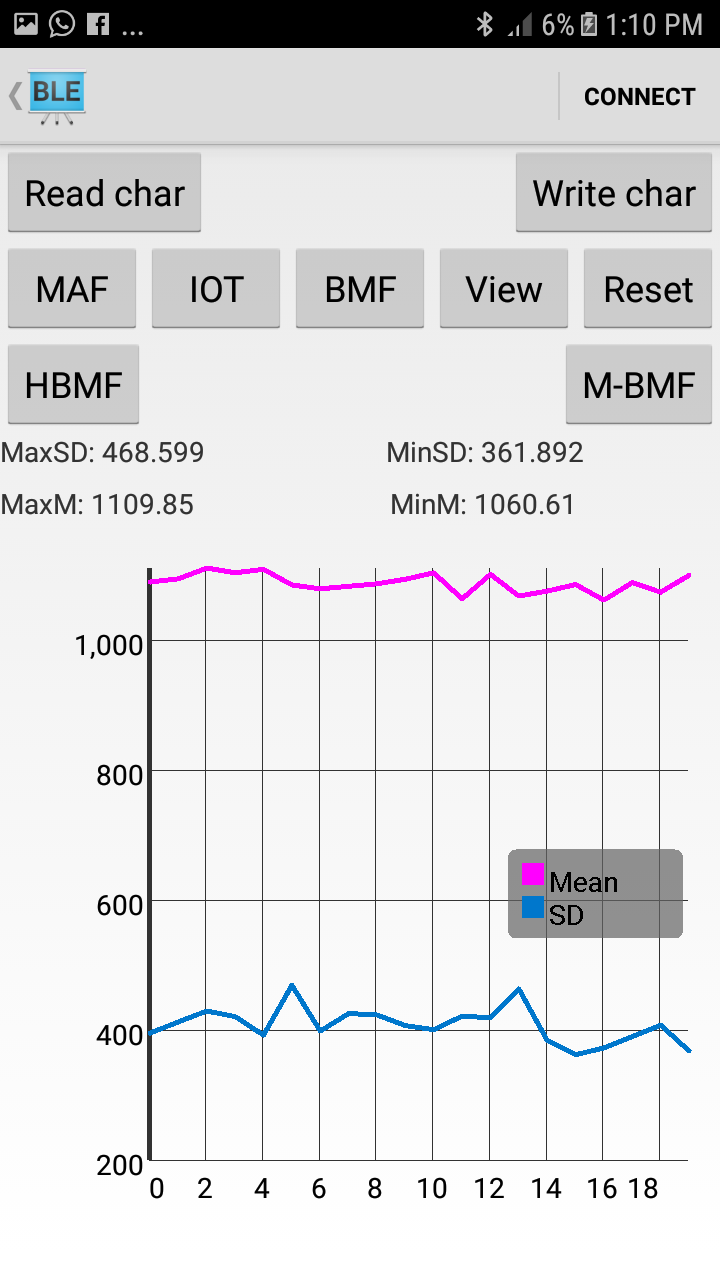 ... 6% 1:10 PM
BLE CONNECT
Read char Write char
MAF IOT BMF View Reset
HBMF M-BMF
MaxSD: 468.599 MinSD: 361.892
MaxM: 1109.85 MinM: 1060.61
1,000
800
Mean
600
SD
400
200
0 2 4 6 8 10 12 14 16 18